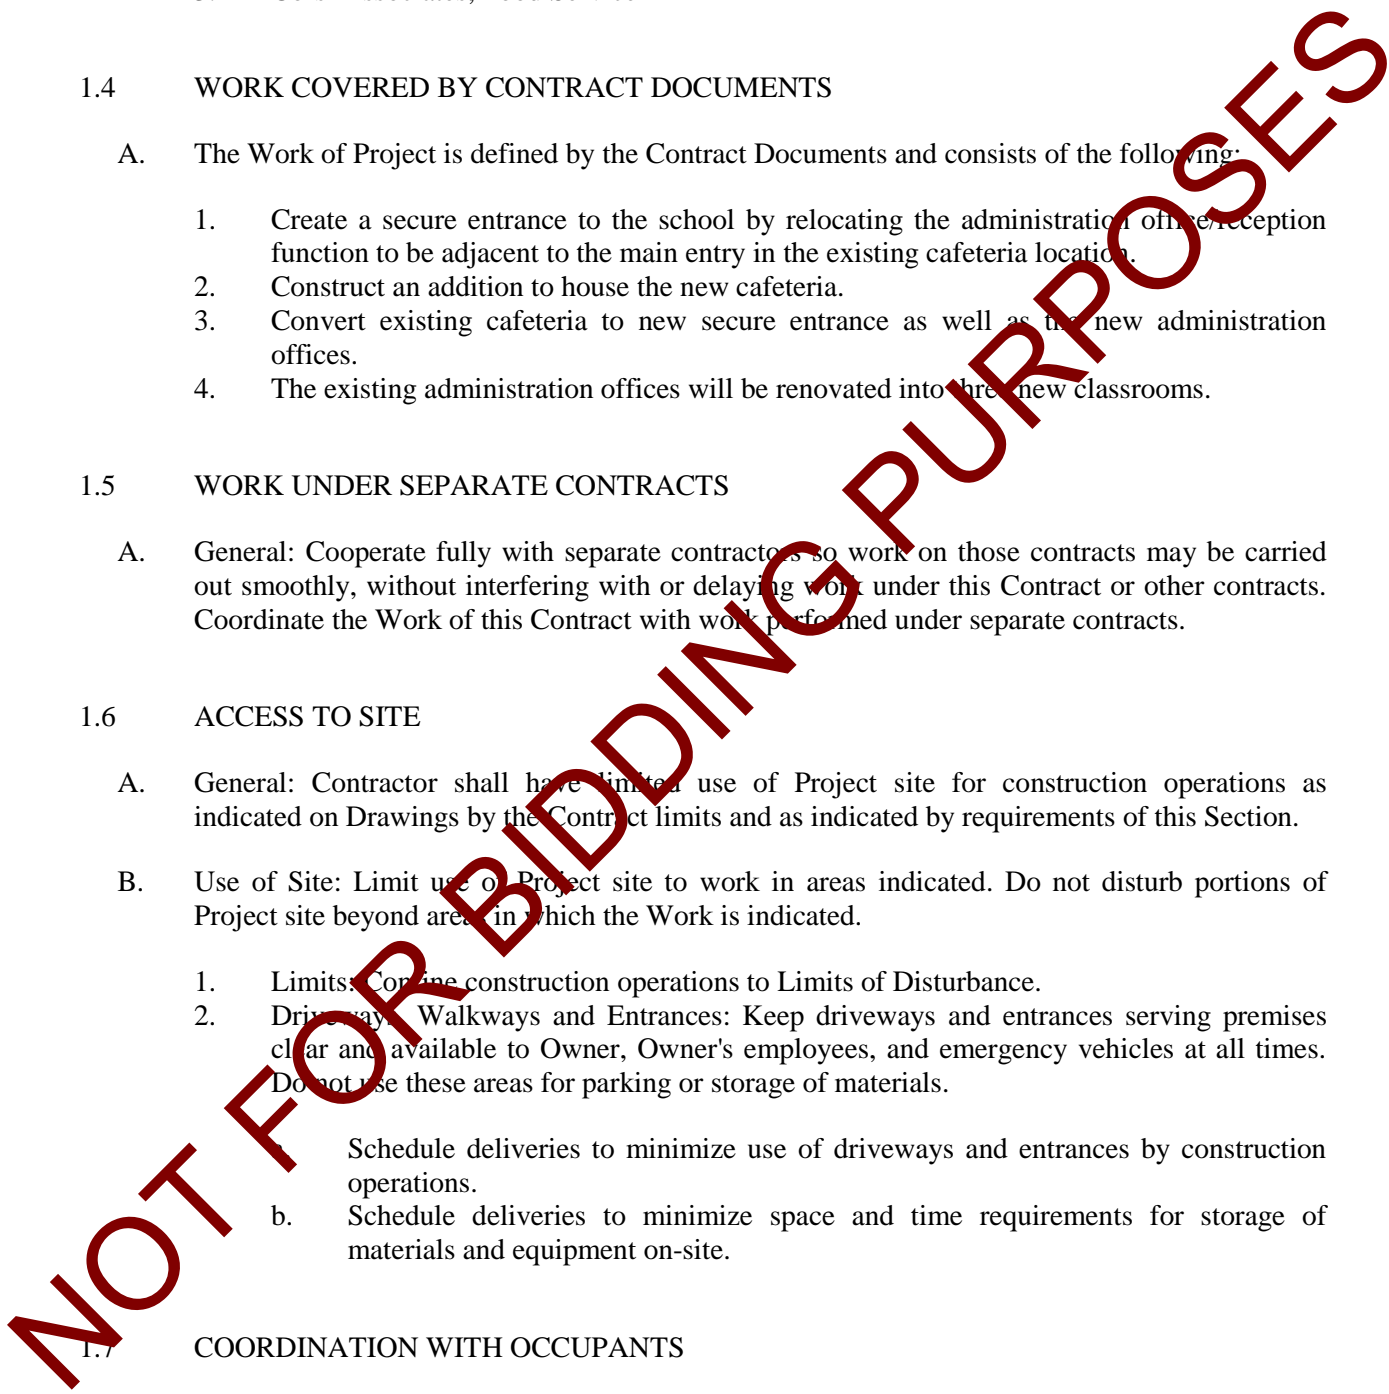 1.4 WORK COVERED BY CONTRACT DOCUMENTS
A. The Work of Project is defined by the Contract Documents and consists of the following:
1. Create a secure entrance to the school by relocating the administration office/reception
function to be adjacent to the main entry in the existing cafeteria location.
2. Construct an addition to house the new cafeteria.
3. Convert existing cafeteria to new secure entrance as well as the new administration
offices.
4. The existing administration offices will be renovated into three new classrooms.
1.5 WORK UNDER SEPARATE CONTRACTS
A. General: Cooperate fully with separate contractors so work on those contracts may be carried
out smoothly, without interfering with or delaying work under this Contract or other contracts.
Coordinate the Work of this Contract with work performed under separate contracts.
1.6 ACCESS TO SITE
A. General: Contractor shall have limited use of Project site for construction operations as
indicated on Drawings by the Contract limits and as indicated by requirements of this Section.
B. Use of Site: Limit use of Project site to work in areas indicated. Do not disturb portions of
Project site beyond areas in which the Work is indicated.
1. Limits: Confine construction operations to Limits of Disturbance.
2. Driveways, Walkways and Entrances: Keep driveways and entrances serving premises
clear and available to Owner, Owner's employees, and emergency vehicles at all times.
Do not use these areas for parking or storage of materials.
a. Schedule deliveries to minimize use of driveways and entrances by construction
operations.
b. Schedule deliveries to minimize space and time requirements for storage of
materials and equipment on-site.
1.7 COORDINATION WITH OCCUPANTS
NOT FOR BIDDING PURPOSES